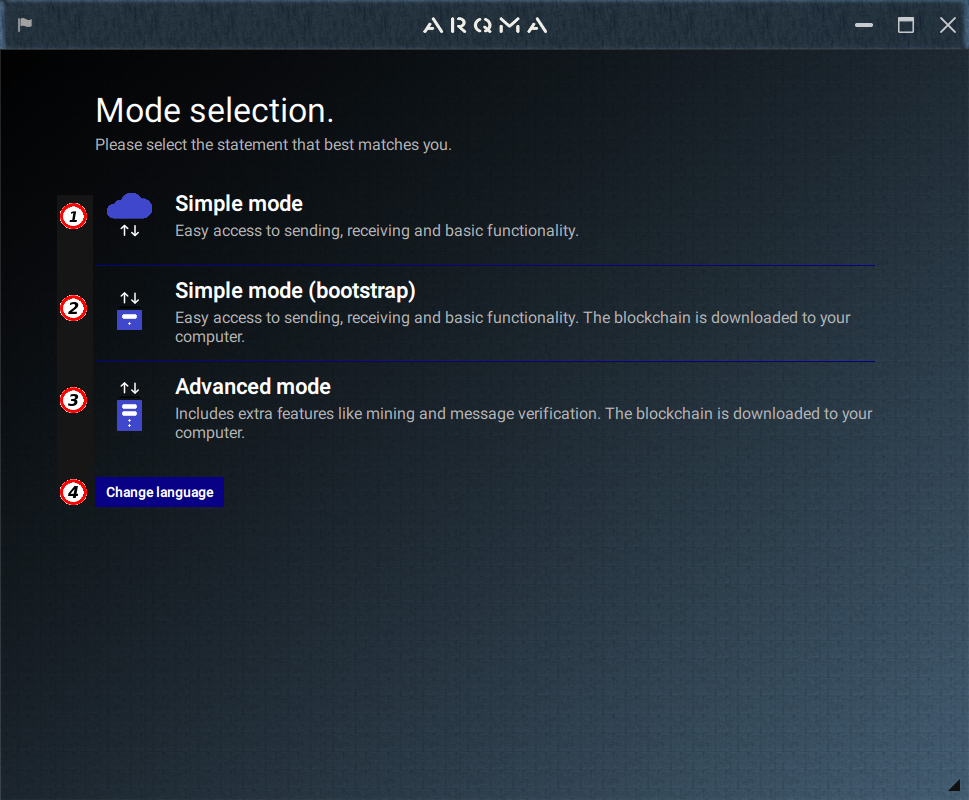 ARQMA
Mode selection.
Please select the statement that best matches you.
1
Simple mode
Easy access to sending, receiving and basic functionality.
2
Simple mode (bootstrap)
Easy access to sending, receiving and basic functionality. The blockchain is downloaded to your
computer.
3
Advanced mode
Includes extra features like mining and message verification. The blockchain is downloaded to your
computer.
4
Change language